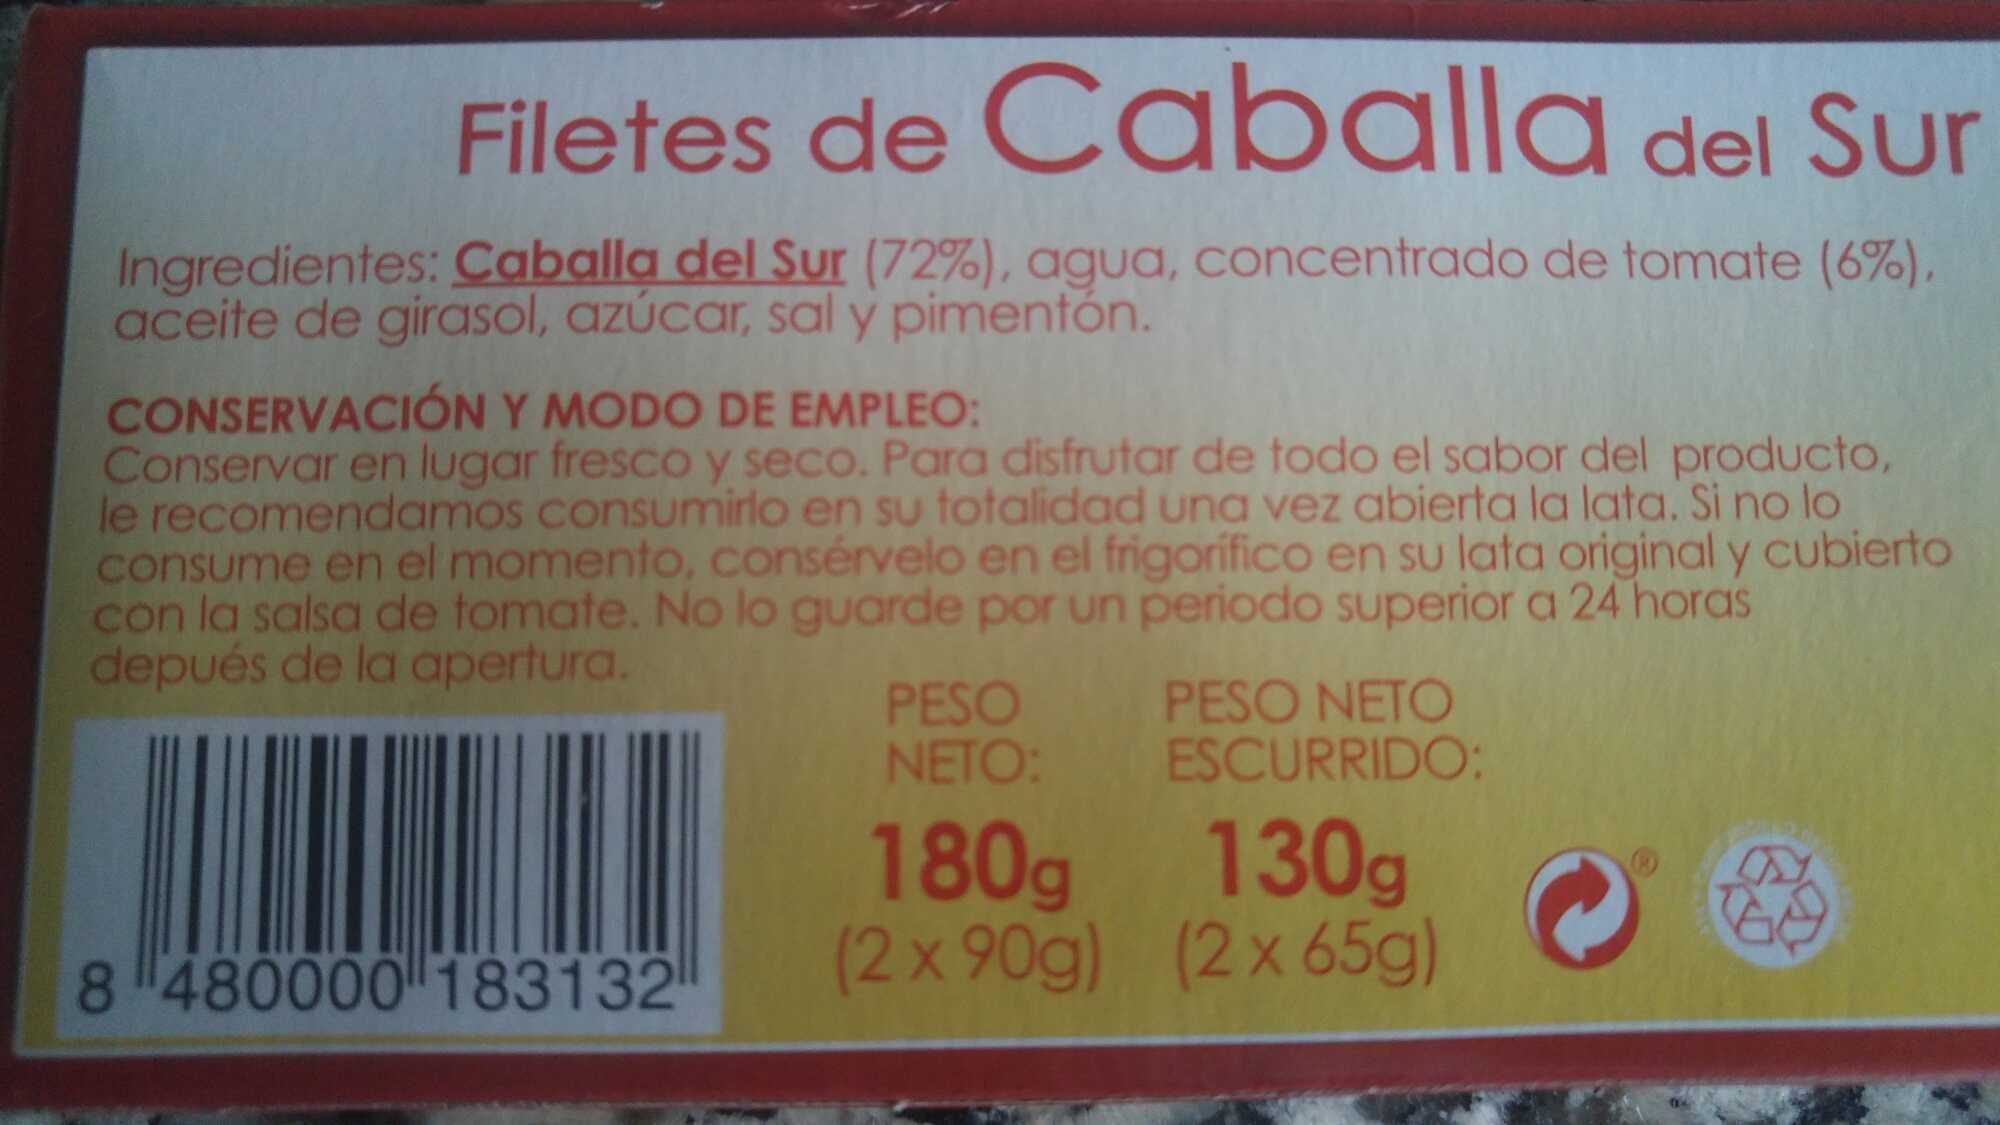 Filetes de Caballa del Sur
Ingredientes: Caballa del Sur (72%), agua, concentrado de tomate (6%),
aceite de girasol, azúcar, sal y pimentón.
CONSERVACIÓN Y MODO DE EMPLEO:
Conservar en lugar fresco y seco. Para disfrutar de todo el sabor del producto,
le recomendamos consumirlo en su totalidad una vez abierta la lata. Si no lo
consume en el momento, consérvelo en el frigorífico en su lata original y cubierto
con la salsa de tomate. No lo guarde por un periodo superior a 24 horas
depués de la apertura.
PESO NETO:
180g
(2 x 90g)
PESO NETO ESCURRIDO:
130g
(2 x 65g)
®
8 480000 183132